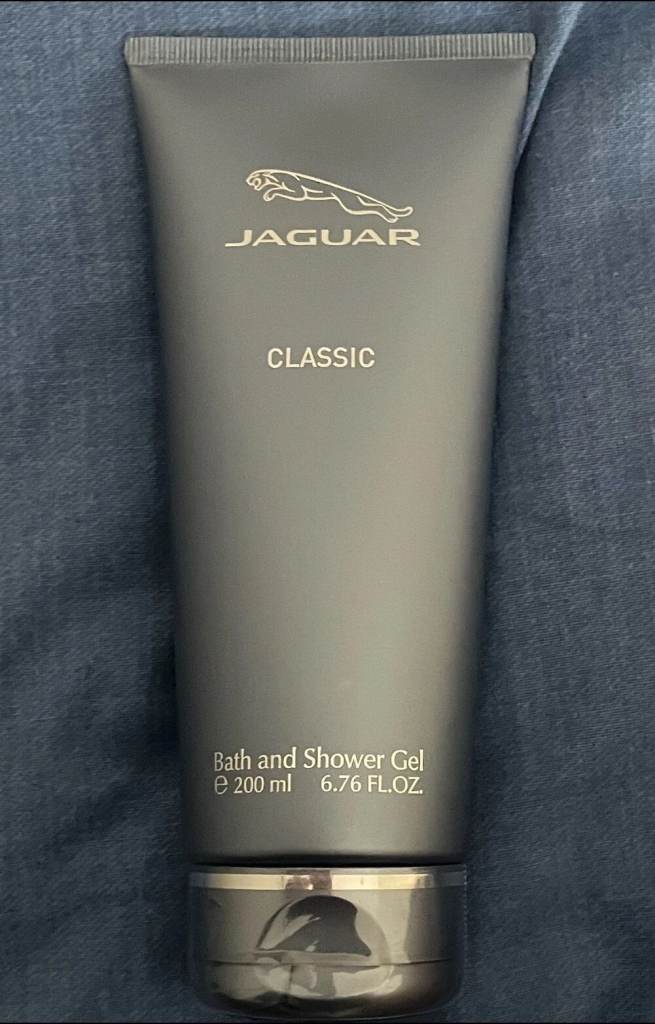 JAGUAR
CLASSIC
Bath and Shower Gel
℮ 200 ml 6.76 FL.OZ.